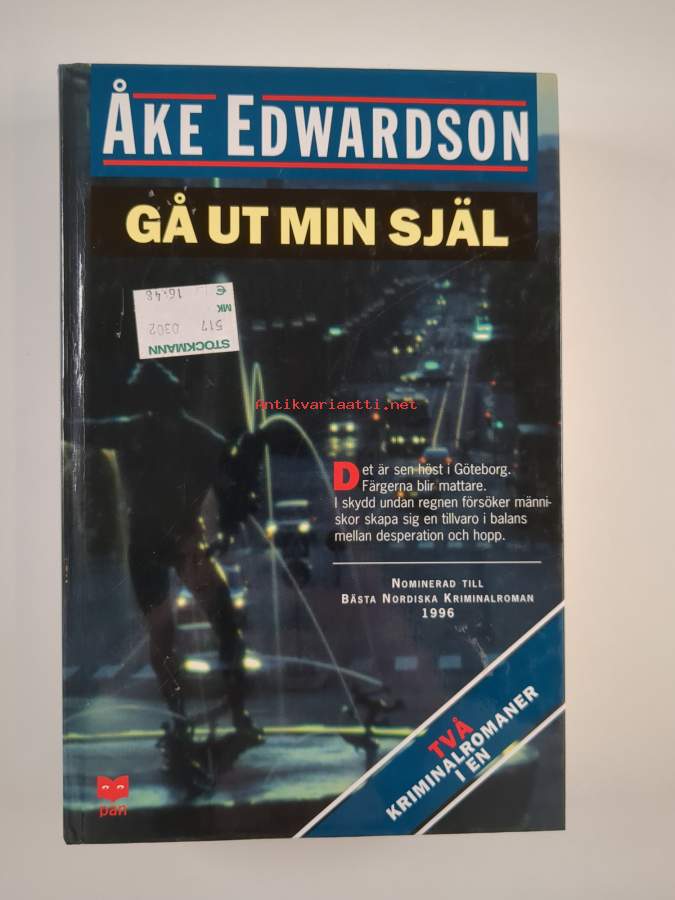 ÅKE EDWARDSON
GÅ UT MIN SJÄL
STOCKMANN
517 0302
MK
€ 16.48
Antikvariaatti.net
Det är sen höst i Göteborg.
Färgerna blir mattare.
I skydd undan regnen försöker männi-
skor skapa sig en tillvaro i balans
mellan desperation och hopp.
NOMINERAD TILL
BÄSTA NORDISKA KRIMINALROMAN
1996
TVÅ
KRIMINALROMANER
I EN
pan